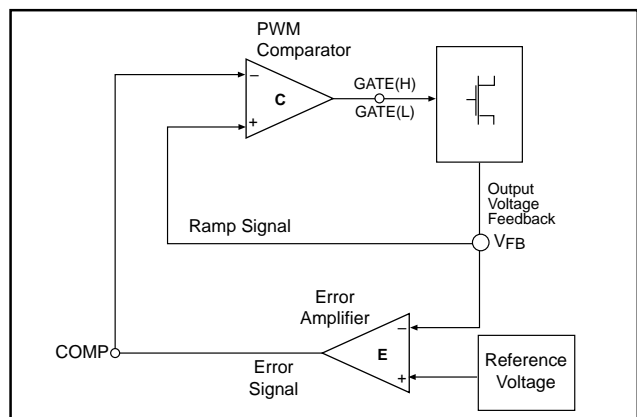 PWM
Comparator
−
C
+
GATE(H)
GATE(L)
Output
Voltage
Feedback
Ramp Signal
VFB
Error
Amplifier
−
E
+
COMP
Error
Signal
Reference
Voltage